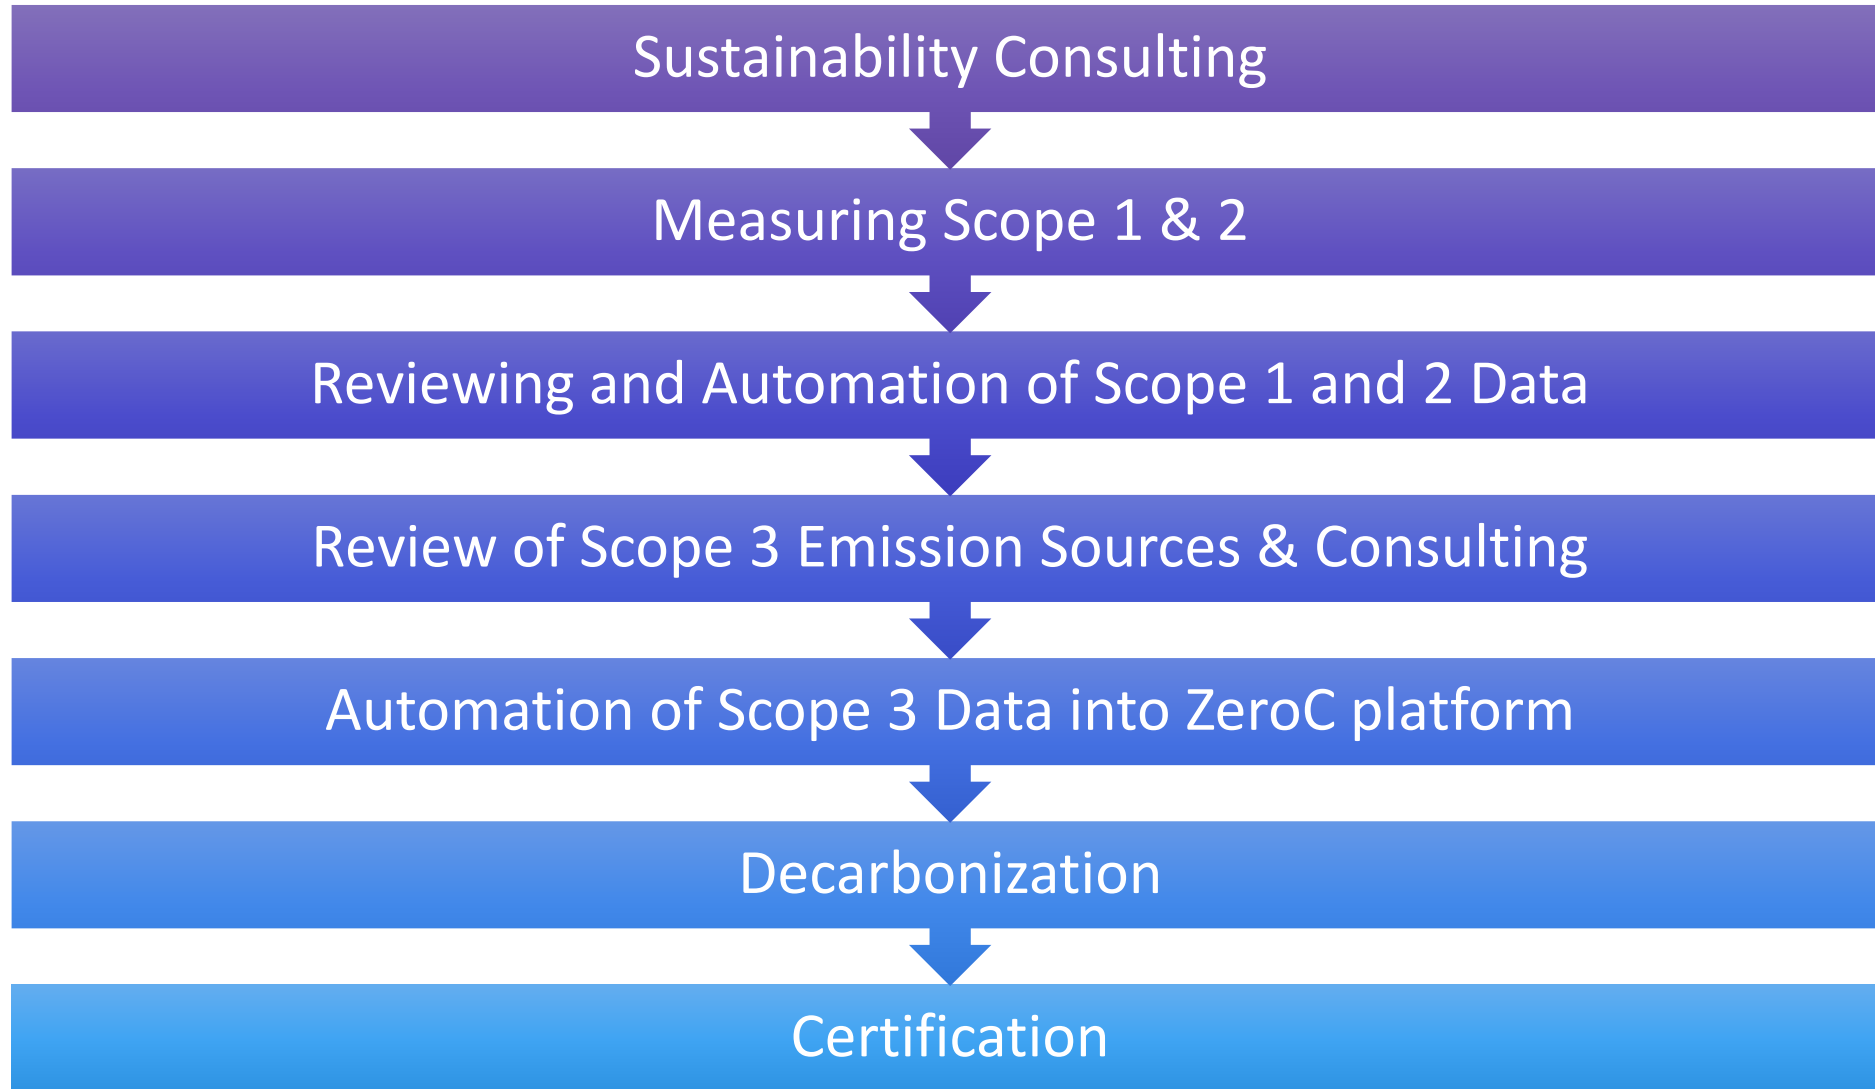 Sustainability Consulting
Measuring Scope 1 & 2
Reviewing and Automation of Scope 1 and 2 Data
Review of Scope 3 Emission Sources & Consulting
Automation of Scope 3 Data into ZeroC platform
Decarbonization
Certification